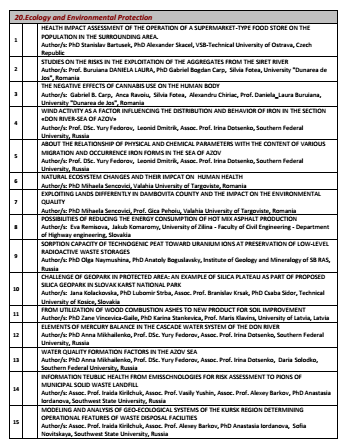 20.Ecology and Environmental Protection
1
HEALTH IMPACT ASSESSMENT OF THE OPERATION OF A SUPERMARKET-TYPE FOOD STORE ON THE
POPULATION IN THE SURROUNDING AREA.
Author/s: PhD Stanislav Bartusek, PhD Alexander Skacel, VSB-Technical University of Ostrava, Czech
Republic
2
STUDIES ON THE RISKS IN THE EXPLOITATION OF THE AGGREGATES FROM THE SIRET RIVER
Author/s: Prof. Buruiana DANIELA LAURA, PhD Gabriel Bogdan Carp, Silvia Fotea, University "Dunarea de
Jos", Romania
3
THE NEGATIVE EFFECTS OF CANNABIS USE ON THE HUMAN BODY
Author/s: Gabriel B. Carp, Anca Ravoiu, Silvia Fotea, Alexandru Chiriac, Prof. Daniela_Laura Buruiana,
University "Dunarea de Jos", Romania
4
WIND ACTIVITY AS A FACTOR INFLUENCING THE DISTRIBUTION AND BEHAVIOR OF IRON IN THE SECTION
«DON RIVER-SEA OF AZOV»
Author/s: Prof. DSc. Yury Fedorov, Leonid Dmitrik, Assoc. Prof. Irina Dotsenko, Southern Federal
University, Russia
5
ABOUT THE RELATIONSHIP OF PHYSICAL AND CHEMICAL PARAMETERS WITH THE CONTENT OF VARIOUS
MIGRATION AND OCCURRENCE IRON FORMS IN THE SEA OF AZOV
Author/s: Prof. DSc. Yury Fedorov, Leonid Dmitrik, Assoc. Prof. Irina Dotsenko, Southern Federal
University, Russia
6
NATURAL ECOSYSTEM CHANGES AND THEIR IMPCAT ON HUMAN HEALTH
Author/s: PhD Mihaela Sencovici, Valahia University of Targoviste, Romania
7
EXPLOITING LANDS DIFFERENTLY IN DAMBOVITA COUNTY AND THE IMPACT ON THE ENVIRONMENTAL
QUALITY
Author/s: PhD Mihaela Sencovici, Prof. Gica Pehoiu, Valahia University of Targoviste, Romania
8
POSSIBILITIES OF REDUCING THE ENERGY CONSUMPTION OF HOT MIX ASPHALT PRODUCTION
Author/s: Eva Remisova, Jakub Komaromy, University of Zilina - Faculty of Civil Engineering - Department
of Highway engineering, Slovakia
9
SORPTION CAPACITY OF TECHNOGENIC PEAT TOWARD URANIUM IONS AT PRESERVATION OF LOW-LEVEL
RADIOACTIVE WASTE STORAGES
Author/s: PhD Olga Naymushina, PhD Anatoly Boguslavsky, Institute of Geology and Mineralogy of SB RAS,
Russia
10
CHALLENGE OF GEOPARK IN PROTECTED AREA: AN EXAMPLE OF SILICA PLATEAU AS PART OF PROPOSED
SILICA GEOPARK IN SLOVAK KARST NATIONAL PARK
Author/s: Jana Kolackovska, PhD Lubomir Strba, Assoc. Prof. Branislav Krsak, PhD Csaba Sidor, Technical
University of Kosice, Slovakia
11
FROM UTILIZATION OF WOOD COMBUSTION ASHES TO NEW PRODUCT FOR SOIL IMPROVEMENT
Author/s: PhD Zane Vincevica-Gaile, PhD Karina Stankevica, Prof. Maris Klavins, University of Latvia, Latvia
12
ELEMENTS OF MERCURY BALANCE IN THE CASCADE WATER SYSTEM OF THE DON RIVER
Author/s: PhD Anna Mikhailenko, Prof. DSc. Yury Fedorov, Assoc. Prof. Irina Dotsenko, Southern Federal
University, Russia
13
WATER QUALITY FORMATION FACTORS IN THE AZOV SEA
Author/s: PhD Anna Mikhailenko, Prof. DSc. Yury Fedorov, Assoc. Prof. Irina Dotsenko, Daria Solodko,
Southern Federal University, Russia
14
INFORMATION TEUBLIC HEALTH FROM EMISSTECHNOLOGIES FOR RISK ASSESSMENT TO PIONS OF
MUNICIPAL SOLID WASTE LANDFILL
Author/s: Assoc. Prof. Iraida Kirilchuk, Assoc. Prof. Vasily Yushin, Assoc. Prof. Alexey Barkov, PhD Anastasia
Iordanova, Southwest State University, Russia
15
MODELING AND ANALYSIS OF GEO-ECOLOGICAL SYSTEMS OF THE KURSK REGION DETERMINING
FEATURES OF WASTE DISPOSAL FACILITIES
Author/s: Assoc. Prof. Iraida Kirilchuk, Assoc. Prof. Alexey Barkov, PhD Anastasia Iordanova, Sofia
Novitskaya, Southwest State University, Russia